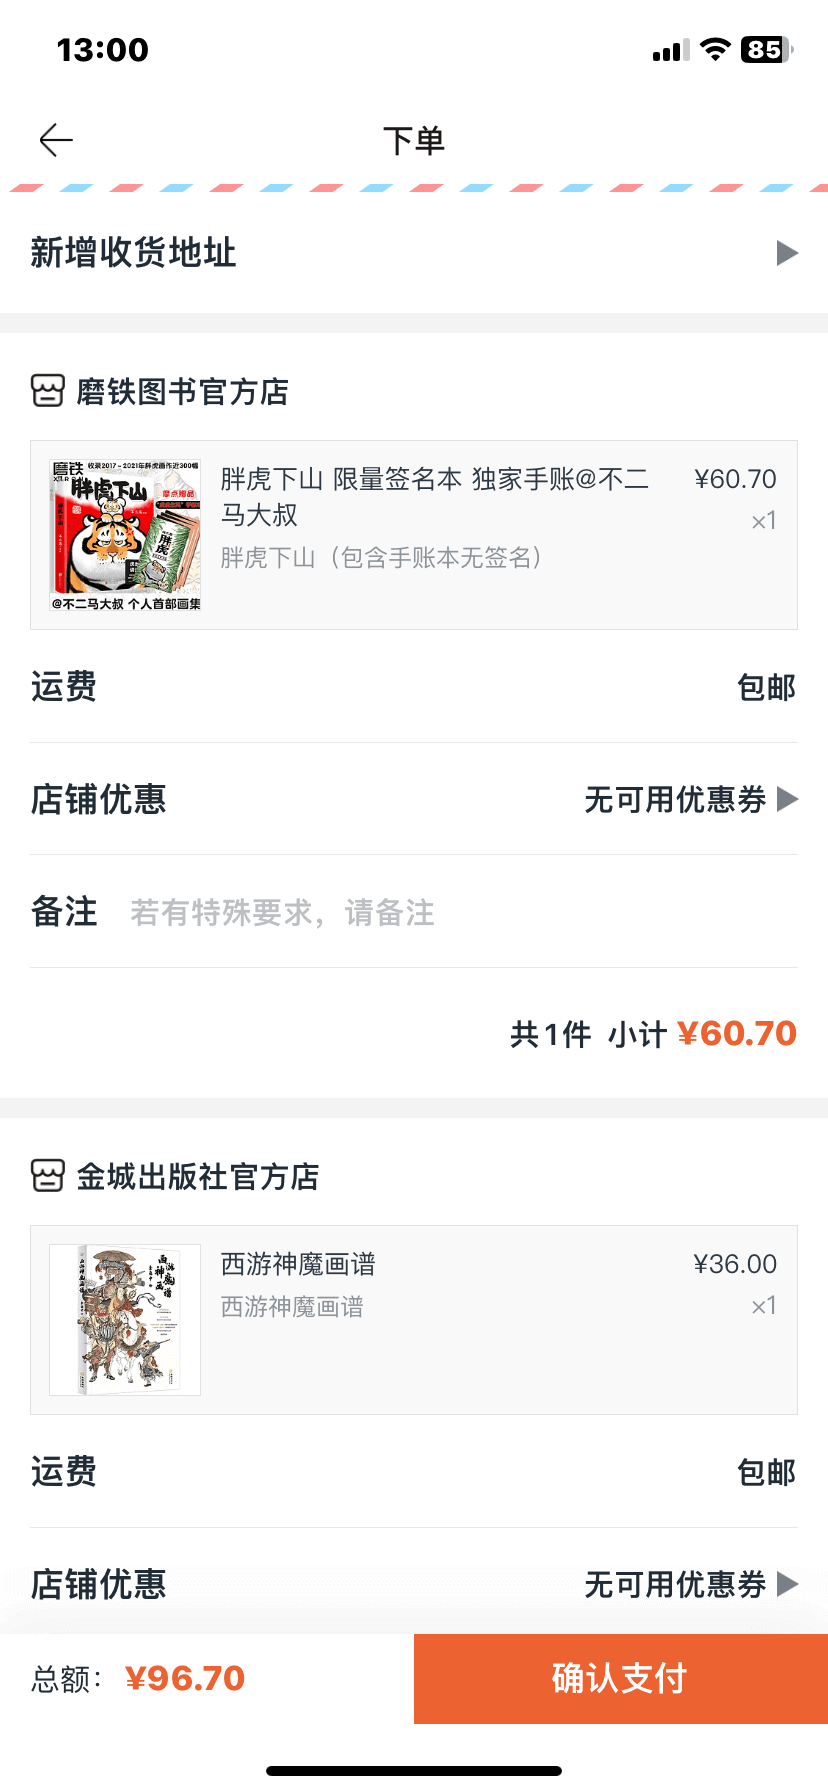 13:00
85
下单
新增收货地址
磨铁图书官方店
磨铁
收录2017~2021年胖虎画作近300幅
胖虎下山
@不二马大叔 个人首部画集
胖虎下山 限量签名本 独家手账@不二
马大叔
¥60.70
×1
胖虎下山（包含手账本无签名）
运费
包邮
店铺优惠
无可用优惠券
备注
若有特殊要求，请备注
共1件 小计 ¥60.70
金城出版社官方店
西游神魔画谱
西游神魔画谱
¥36.00
×1
西游神魔画谱
运费
包邮
店铺优惠
无可用优惠券
总额： ¥96.70
确认支付